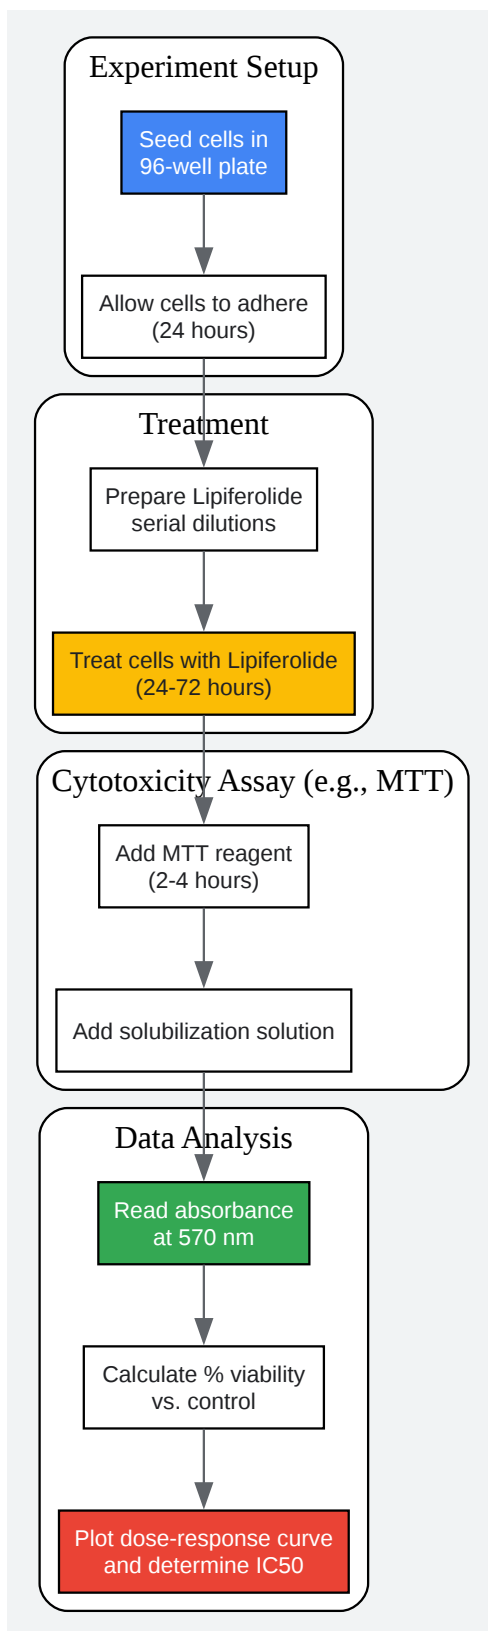 Experiment Setup
Seed cells in
96-well plate
Allow cells to adhere
(24 hours)
Treatment
Prepare Lipiferolide
serial dilutions
Treat cells with Lipiferolide
(24-72 hours)
Cytotoxicity Assay (e.g., MTT)
Add MTT reagent
(2-4 hours)
Add solubilization solution
Data Analysis
Read absorbance
at 570 nm
Calculate % viability
vs. control
Plot dose-response curve
and determine IC50